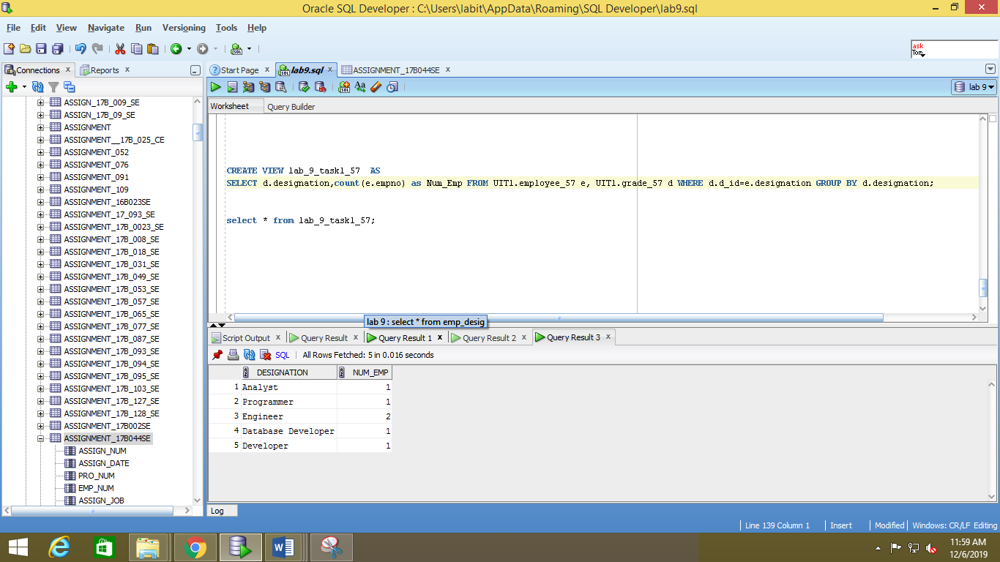 Oracle SQL Developer : C:\Users\labit\AppData\Roaming\SQL Developer\lab9.sql
File Edit View Navigate Run Versioning Tools Help
ask
Tom
Connections x Reports x
Start Page x lab9.sql x ASSIGNMENT_17B044SE x
lab 9
Worksheet Query Builder
ASSIGN_17B_009_SE
ASSIGN_17B_09_SE
ASSIGNMENT
ASSIGNMENT__17B_025_CE
ASSIGNMENT_052
ASSIGNMENT_076
ASSIGNMENT_091
ASSIGNMENT_109
ASSIGNMENT_16B023SE
ASSIGNMENT_17_093_SE
ASSIGNMENT_17B_0023_SE
ASSIGNMENT_17B_008_SE
ASSIGNMENT_17B_018_SE
ASSIGNMENT_17B_031_SE
ASSIGNMENT_17B_049_SE
ASSIGNMENT_17B_053_SE
ASSIGNMENT_17B_057_SE
ASSIGNMENT_17B_065_SE
ASSIGNMENT_17B_077_SE
ASSIGNMENT_17B_087_SE
ASSIGNMENT_17B_093_SE
ASSIGNMENT_17B_094_SE
ASSIGNMENT_17B_095_SE
ASSIGNMENT_17B_103_SE
ASSIGNMENT_17B_127_SE
ASSIGNMENT_17B_128_SE
ASSIGNMENT_17B002SE
ASSIGNMENT_17B044SE
ASSIGN_NUM
ASSIGN_DATE
PRO_NUM
EMP_NUM
ASSIGN_JOB
CREATE VIEW lab_9_task1_57 AS
SELECT d.designation,count(e.empno) as Num_Emp FROM UIT1.employee_57 e, UIT1.grade_57 d WHERE d.d_id=e.designation GROUP BY d.designation;
select * from lab_9_task1_57;
lab 9 : select * from emp_desig
Script Output x Query Result x Query Result 1 x Query Result 2 x Query Result 3 x
SQL | All Rows Fetched: 5 in 0.016 seconds
DESIGNATION NUM_EMP
1 Analyst 1
2 Programmer 1
3 Engineer 2
4 Database Developer 1
5 Developer 1
Log
Line 139 Column 1 Insert Modified Windows: CR/LF Editing
11:59 AM
12/6/2019